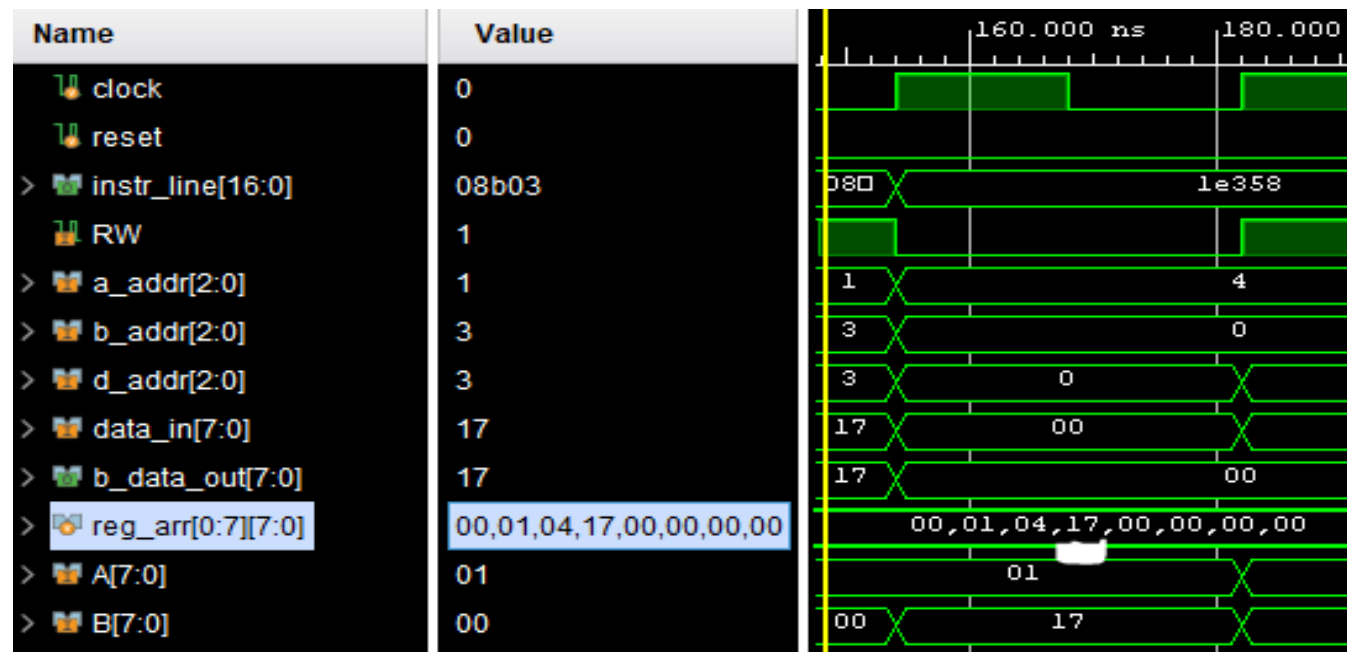 Name Value 160.000 ns 180.000
clock 0
reset 0
instr_line[16:0] 08b03 08 1e358
RW 1
a_addr[2:0] 1 1 4
b_addr[2:0] 3 3 0
d_addr[2:0] 3 3 0
data_in[7:0] 17 17 00
b_data_out[7:0] 17 17 00
reg_arr[0:7][7:0] 00,01,04,17,00,00,00,00 00,01,04,17,00,00,00,00
A[7:0] 01 01
B[7:0] 00 00 17